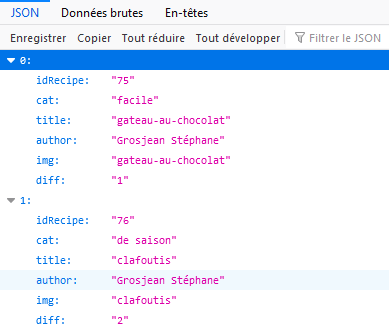 JSON Données brutes En-têtes
Enregistrer Copier Tout réduire Tout développer Filtrer le JSON
0:
idRecipe: "75"
cat: "facile"
title: "gateau-au-chocolat"
author: "Grosjean Stéphane"
img: "gateau-au-chocolat"
diff: "1"
1:
idRecipe: "76"
cat: "de saison"
title: "clafoutis"
author: "Grosjean Stéphane"
img: "clafoutis"
diff: "2"